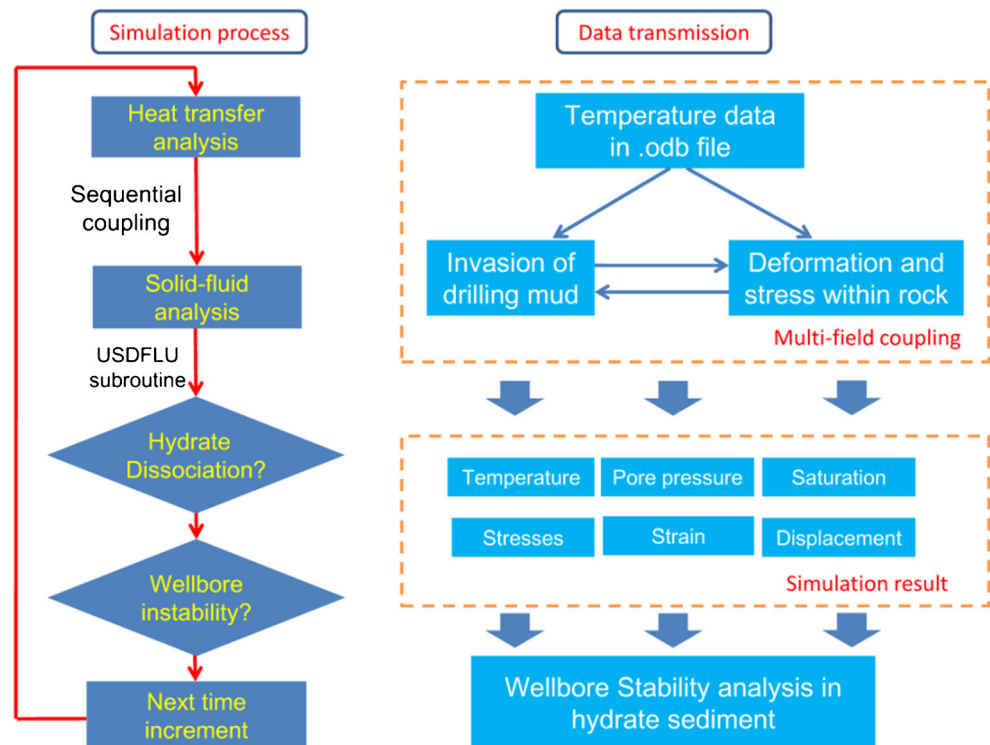 Simulation process
Heat transfer
analysis
Sequential
coupling
Solid-fluid
analysis
USDFLU
subroutine
Hydrate
Dissociation?
Wellbore
instability?
Next time
increment
Data transmission
Temperature data
in .odb file
Invasion of
drilling mud
Deformation and
stress within rock
Multi-field coupling
Temperature
Pore pressure
Saturation
Stresses
Strain
Displacement
Simulation result
Wellbore Stability analysis in
hydrate sediment